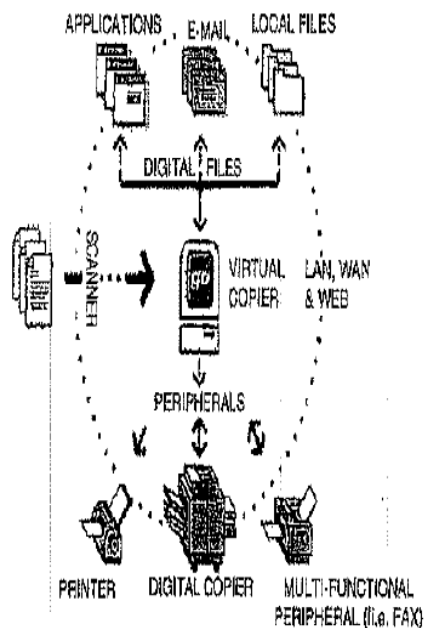 APPLICATIONS
E-MAIL
LOCAL FILES
DIGITAL FILES
SCANNER
go
VIRTUAL
COPIER
LAN, WAN
& WEB
PERIPHERALS
PRINTER
DIGITAL COPIER
MULTI-FUNCTIONAL
PERIPHERAL (I,e. FAX)